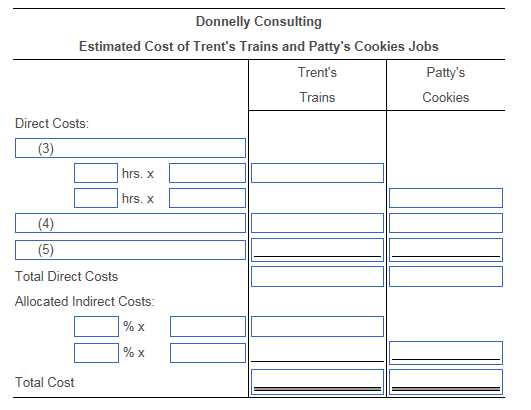 Donnelly Consulting
Estimated Cost of Trent's Trains and Patty's Cookies Jobs
Trent's Patty's
Trains Cookies
Direct Costs:
(3)
hrs. x
hrs. x
(4)
(5)
Total Direct Costs
Allocated Indirect Costs:
% x
% x
Total Cost